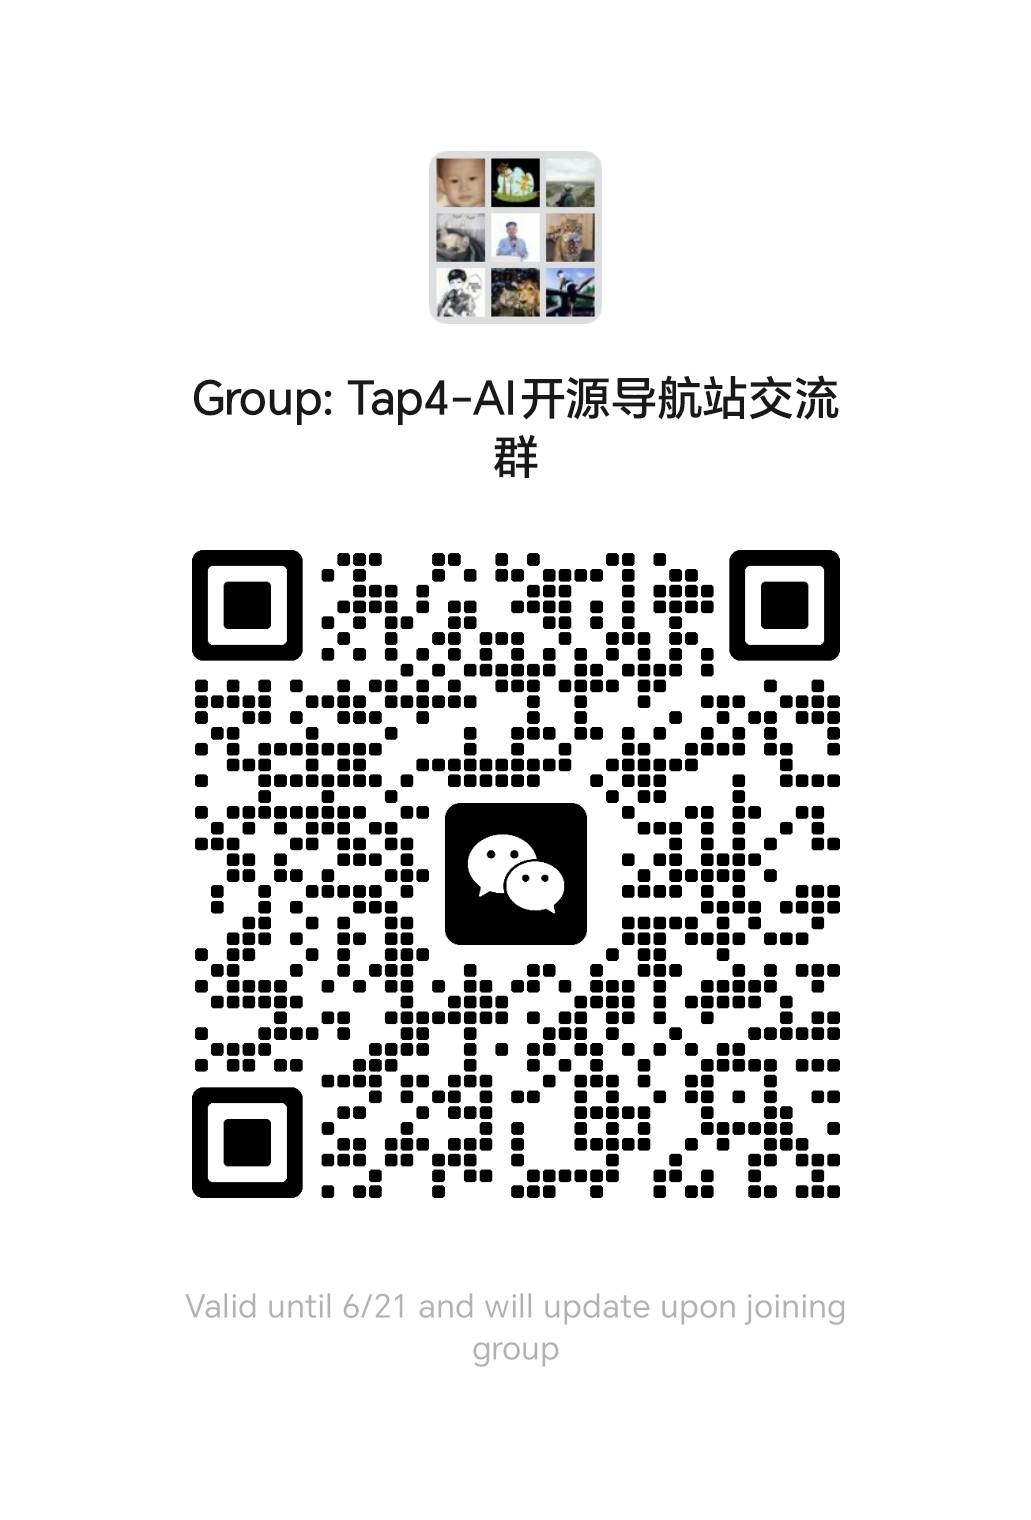 Group: Tap4-AI开源导航站交流
群
Valid until 6/21 and will update upon joining
group